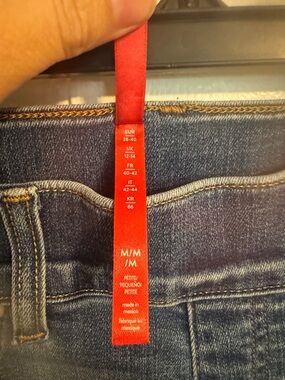 EUR
38-40
UK
12-14
FR
40-42
IT
42-44
KR
66
M/M
/M
PETITE/
PEQUENO/
PETITE
made in
mexico
fabriqué au
mexique